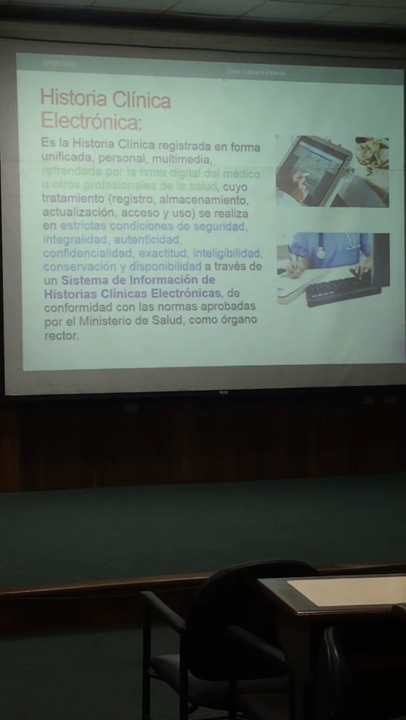 Historia Clínica
Electrónica:
Es la Historia Clínica registrada en forma
unificada, personal, multimedia,
refrendada por la firma digital del médico
u otros profesionales de la salud, cuyo
tratamiento (registro, almacenamiento,
actualización, acceso y uso) se realiza
en estrictas condiciones de seguridad,
integralidad, autenticidad,
confidencialidad, exactitud, inteligibilidad,
conservación y disponibilidad a través de
un Sistema de Información de
Historias Clínicas Electrónicas, de
conformidad con las normas aprobadas
por el Ministerio de Salud, como órgano
rector.